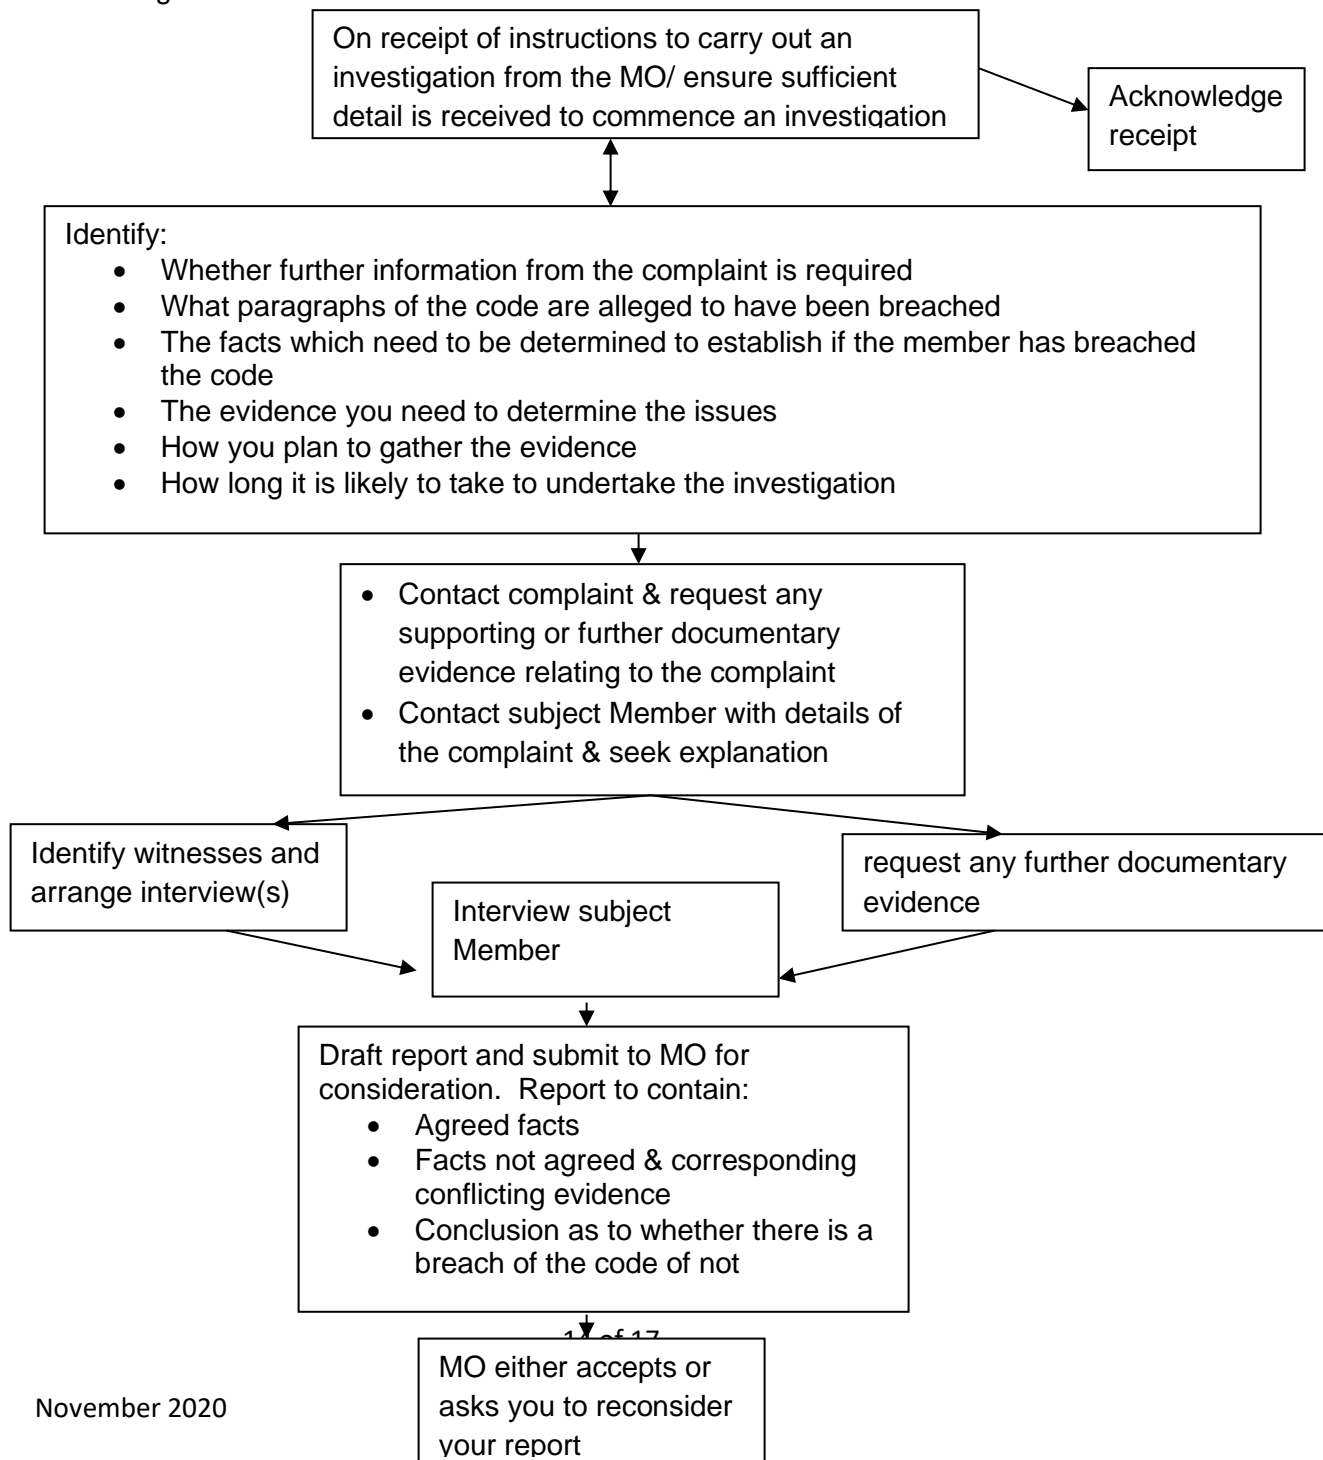 On receipt of instructions to carry out an
investigation from the MO/ ensure sufficient
detail is received to commence an investigation
Acknowledge
receipt
Identify:
• Whether further information from the complaint is required
• What paragraphs of the code are alleged to have been breached
• The facts which need to be determined to establish if the member has breached
the code
• The evidence you need to determine the issues
• How you plan to gather the evidence
• How long it is likely to take to undertake the investigation
• Contact complaint & request any
supporting or further documentary
evidence relating to the complaint
• Contact subject Member with details of
the complaint & seek explanation
Identify witnesses and
arrange interview(s)
request any further documentary
evidence
Interview subject
Member
Draft report and submit to MO for
consideration. Report to contain:
• Agreed facts
• Facts not agreed & corresponding
conflicting evidence
• Conclusion as to whether there is a
breach of the code of not
14 of 17
MO either accepts or
asks you to reconsider
your report
November 2020